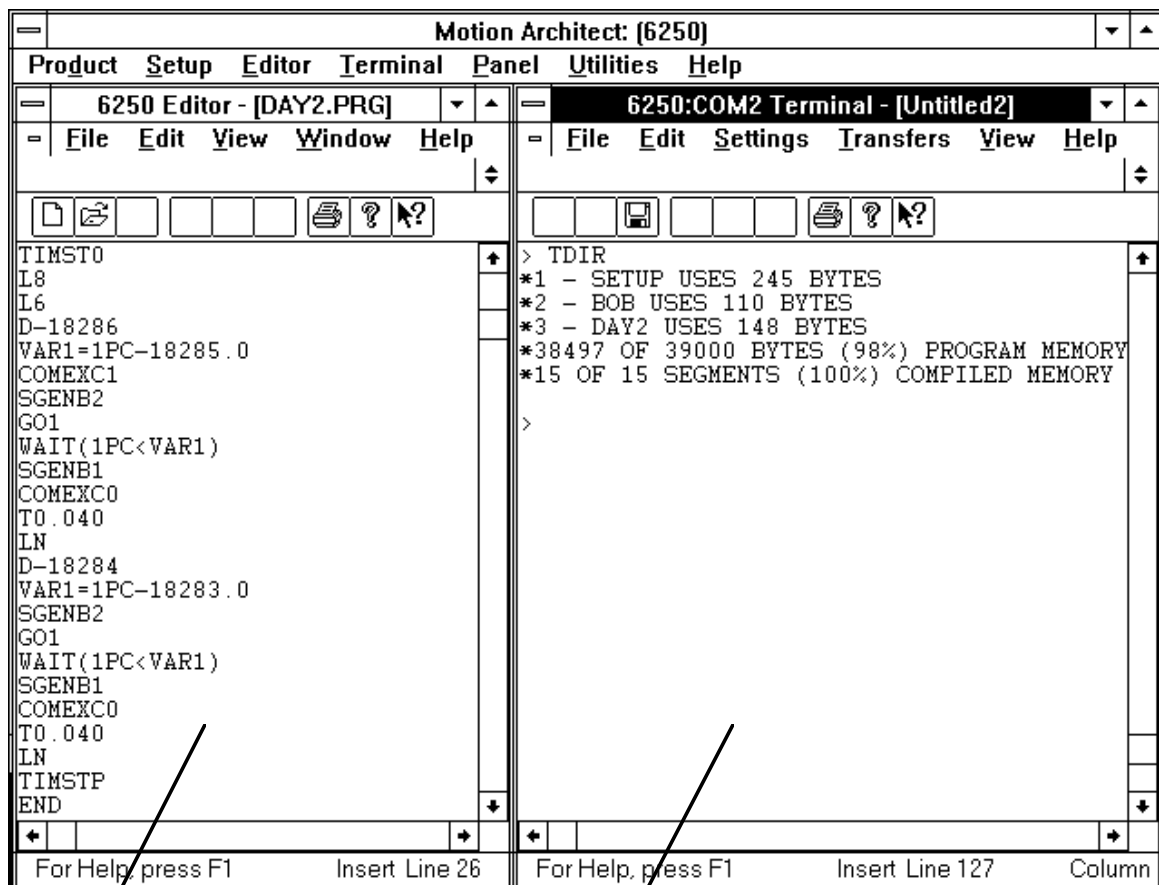 Motion Architect: (6250)
Product Setup Editor Terminal Panel Utilities Help
6250 Editor - [DAY2.PRG]
File Edit View Window Help
TIMST0
L8
L6
D-18286
VAR1=1PC-18285.0
COMEXC1
SGENB2
GO1
WAIT(1PC<VAR1)
SGENB1
COMEXC0
T0.040
LN
D-18284
VAR1=1PC-18283.0
SGENB2
GO1
WAIT(1PC<VAR1)
SGENB1
COMEXC0
T0.040
LN
TIMSTP
END
For Help, press F1 Insert Line 26
6250:COM2 Terminal - [Untitled2]
File Edit Settings Transfers View Help
> TDIR
*1 - SETUP USES 245 BYTES
*2 - BOB USES 110 BYTES
*3 - DAY2 USES 148 BYTES
*38497 OF 39000 BYTES (98%) PROGRAM MEMORY
*15 OF 15 SEGMENTS (100%) COMPILED MEMORY
>
For Help, press F1 Insert Line 127 Column